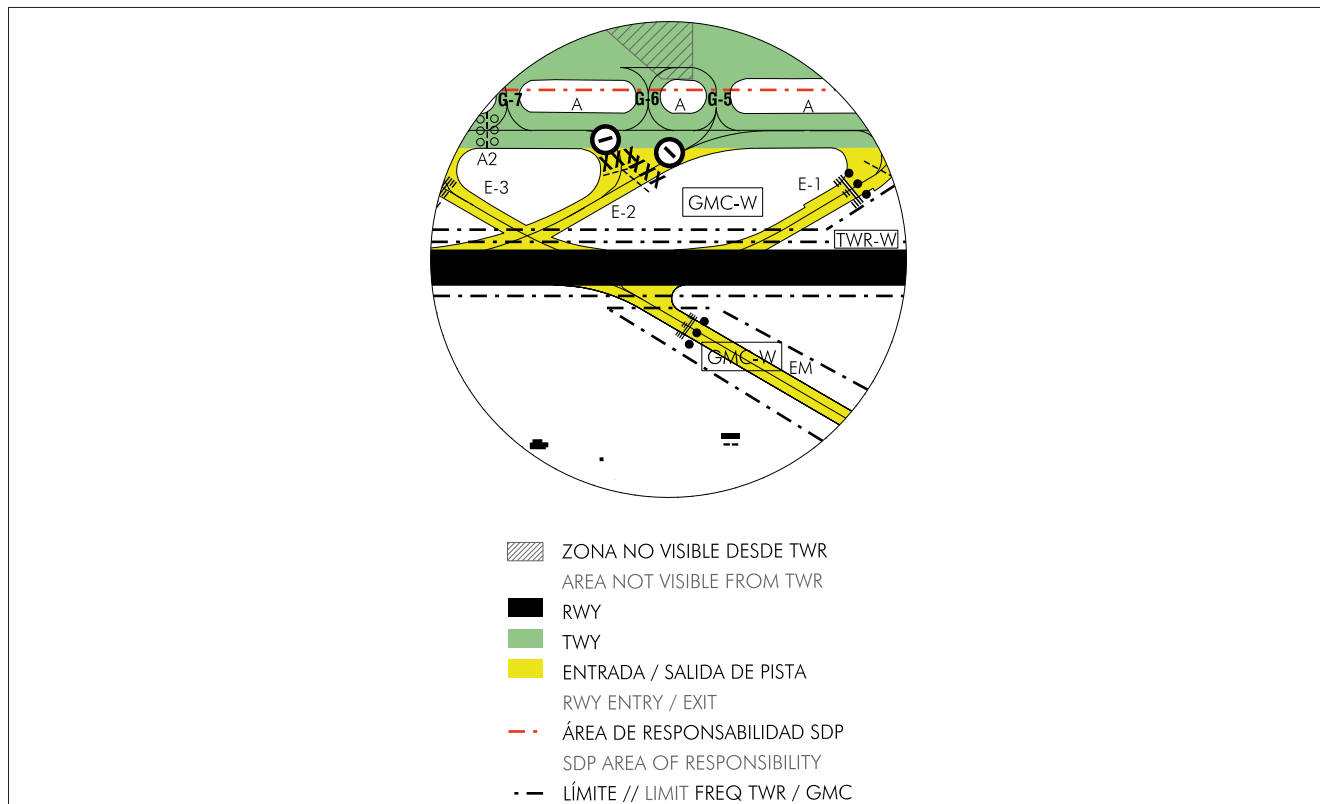 G-7 G-6 G-5
A A A
A2
E-3 E-1
E-2 GMC-W
TWR-W
GMC-W EM
ZONA NO VISIBLE DESDE TWR
AREA NOT VISIBLE FROM TWR
RWY
TWY
ENTRADA / SALIDA DE PISTA
RWY ENTRY / EXIT
ÁREA DE RESPONSABILIDAD SDP
SDP AREA OF RESPONSIBILITY
LÍMITE // LIMIT FREQ TWR / GMC